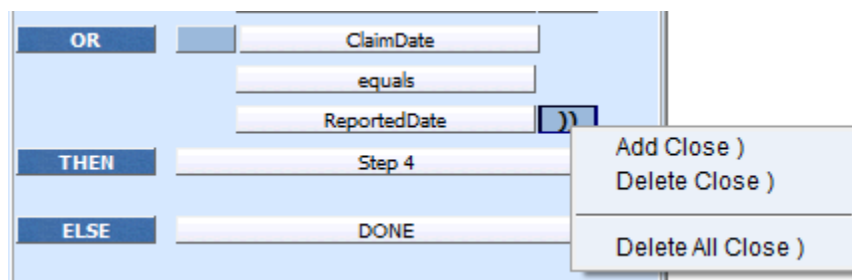 OR ClaimDate
equals
ReportedDate ))
THEN Step 4
ELSE DONE
Add Close )
Delete Close )
Delete All Close )